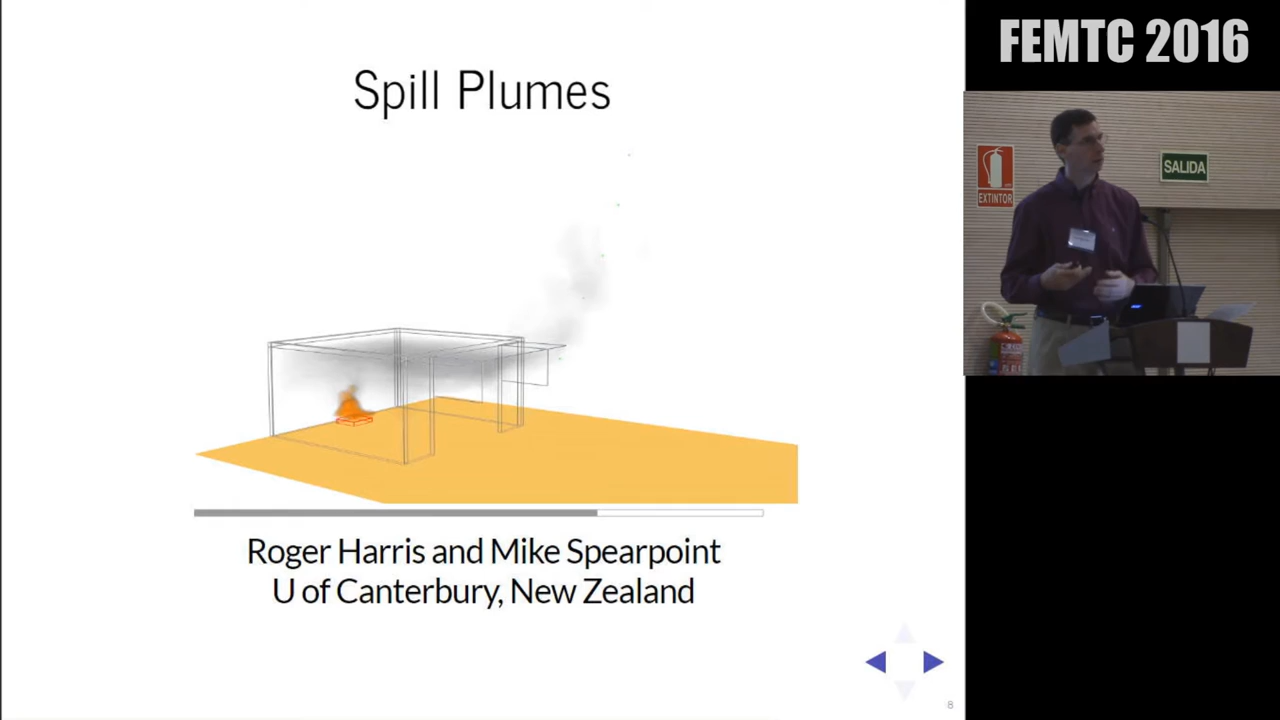 Spill Plumes
Roger Harris and Mike Spearpoint
U of Canterbury, New Zealand
8
FEMTC 2016
EXTINTOR
SALIDA